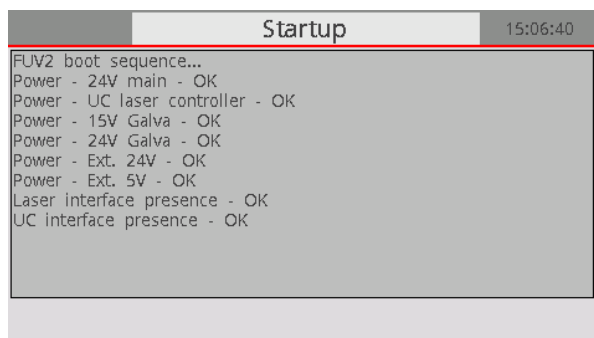 Startup
15:06:40
FUV2 boot sequence...
Power - 24V main - OK
Power - UC laser controller - OK
Power - 15V Galva - OK
Power - 24V Galva - OK
Power - Ext. 24V - OK
Power - Ext. 5V - OK
Laser interface presence - OK
UC interface presence - OK